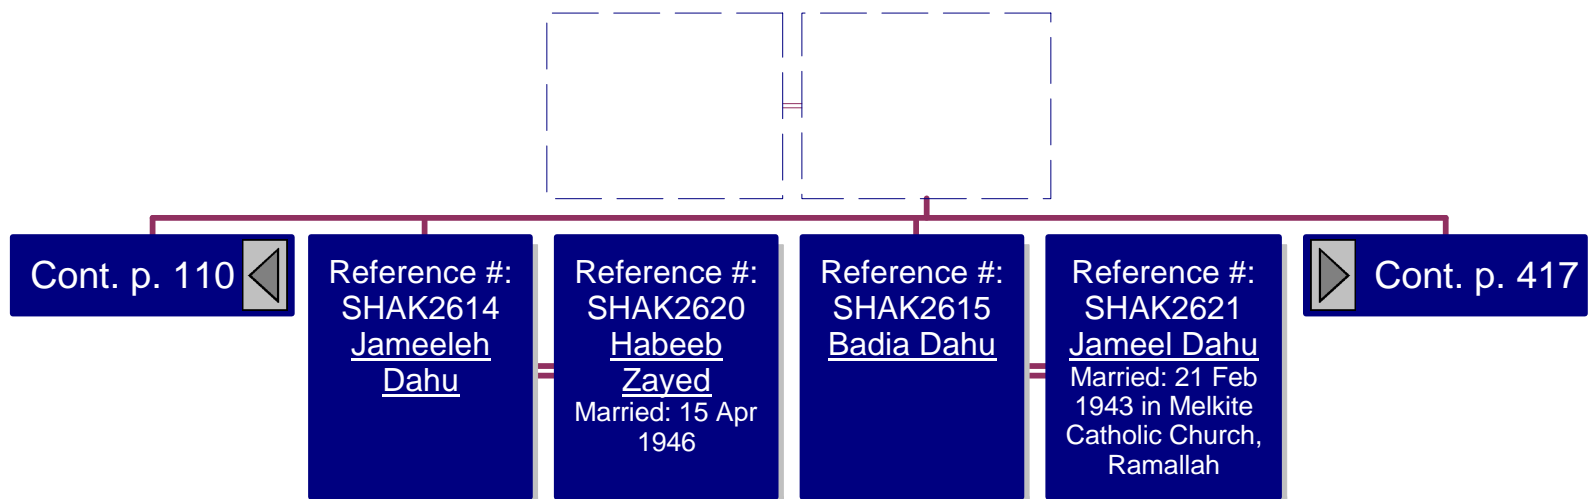 Cont. p. 110
Reference #:
SHAK2614
Jameeleh
Dahu
Reference #:
SHAK2620
Habeeb
Zayed
Married: 15 Apr
1946
Reference #:
SHAK2615
Badia Dahu
Reference #:
SHAK2621
Jameel Dahu
Married: 21 Feb
1943 in Melkite
Catholic Church,
Ramallah
Cont. p. 417